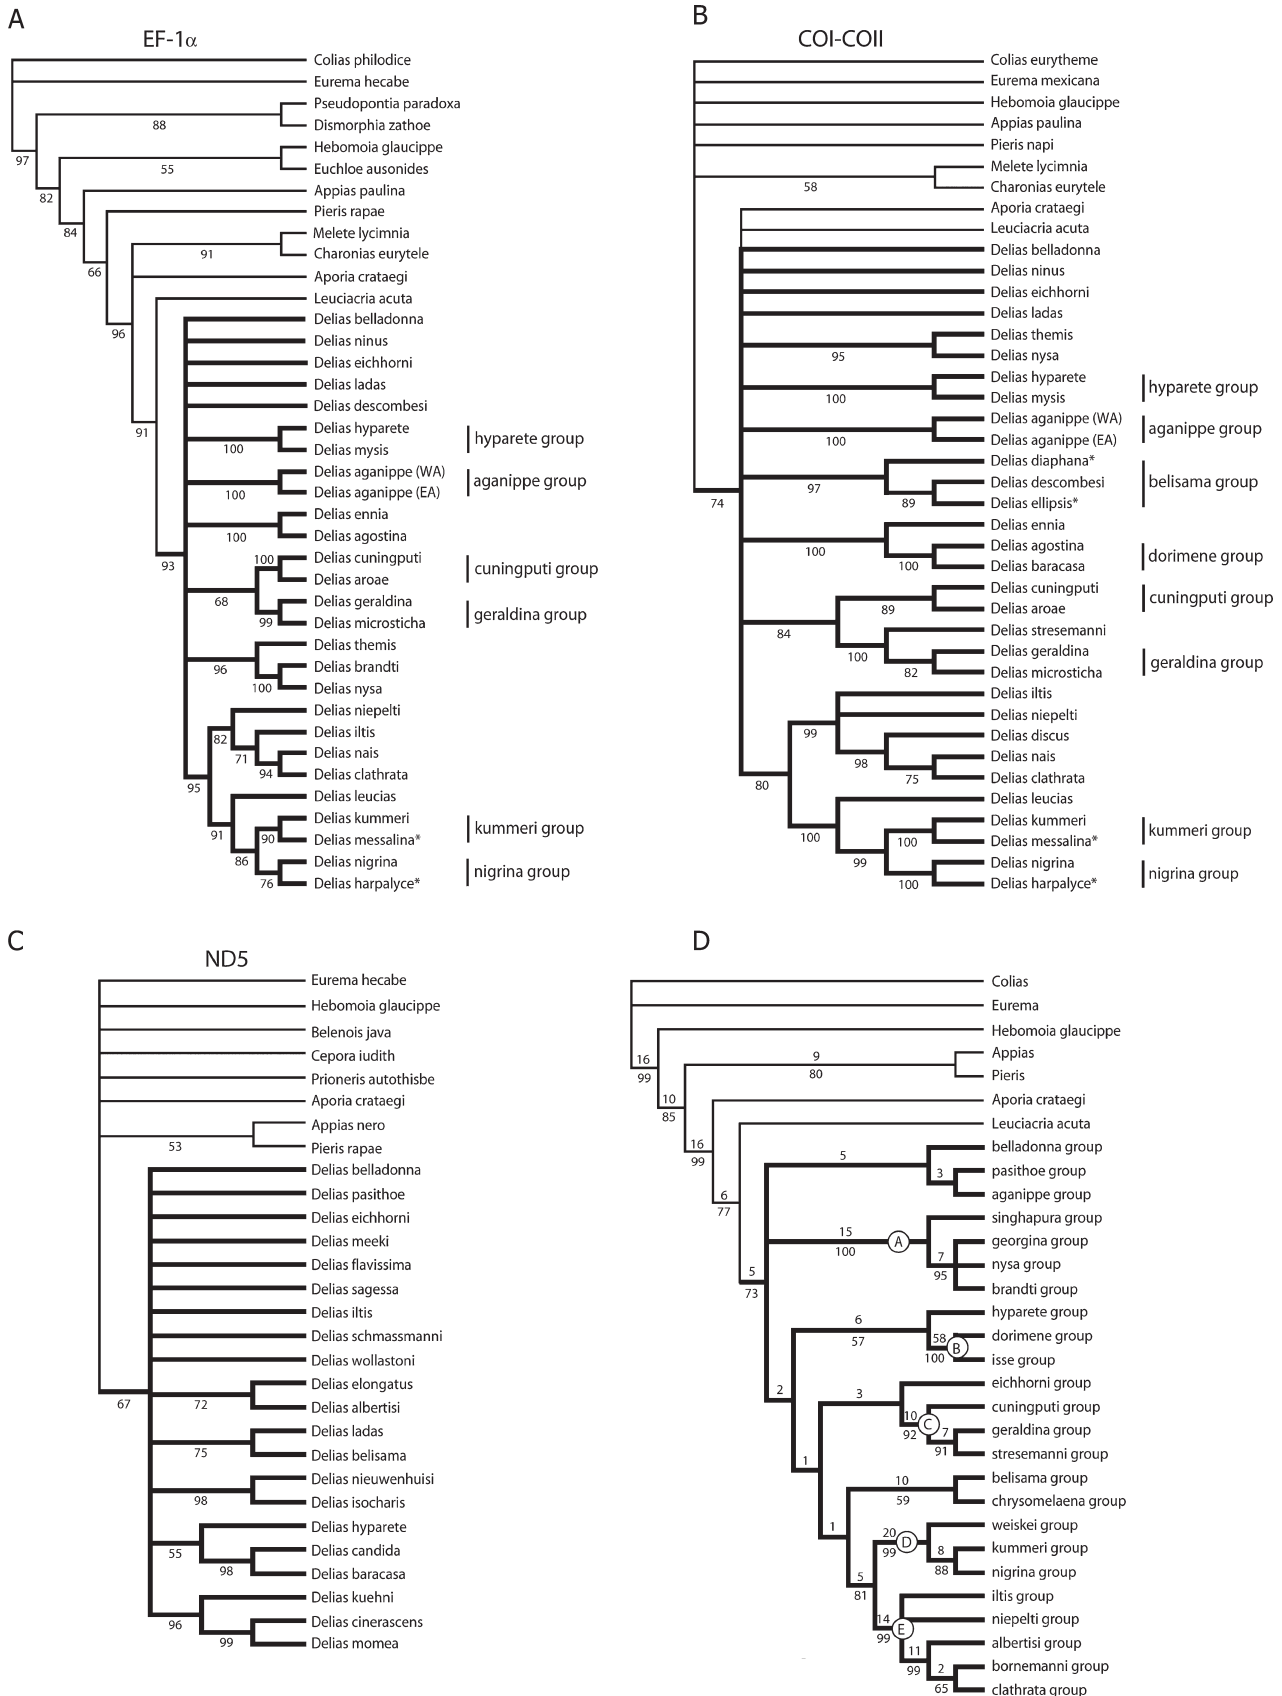 A
EF-1α
Colias philodice
Eurema hecabe
Pseudopontia paradoxa
Dismorphia zathoe
88
Hebomoia glaucippe
97
Euchloe ausonides
55
Appias paulina
82
Pieris rapae
84
Melete lycimnia
Charonias eurytele
91
66
Aporia crataegi
Leuciacria acuta
Delias belladonna
96
Delias ninus
Delias eichhorni
Delias ladas
Delias descombesi
Delias hyparete
91
hyparete group
Delias mysis
100
Delias aganippe (WA)
aganippe group
Delias aganippe (EA)
100
Delias ennia
Delias agostina
100
Delias cuningputi
100
93
cuningputi group
Delias aroae
68
Delias geraldina
geraldina group
Delias microsticha
99
Delias themis
Delias brandti
96
Delias nysa
100
Delias niepelti
Delias iltis
82
Delias nais
71
Delias clathrata
94
95
Delias leucias
Delias kummeri
kummeri group
91
Delias messalina*
90
Delias nigrina
86
nigrina group
Delias harpalyce*
76
B
COI-COII
Colias eurytheme
Eurema mexicana
Hebomoia glaucippe
Appias paulina
Pieris napi
Melete lycimnia
Charonias eurytele
58
Aporia crataegi
Leuciacria acuta
Delias belladonna
Delias ninus
Delias eichhorni
Delias ladas
Delias themis
Delias nysa
95
Delias hyparete
hyparete group
Delias mysis
100
Delias aganippe (WA)
aganippe group
Delias aganippe (EA)
100
Delias diaphana*
Delias descombesi
belisama group
97
Delias ellipsis*
89
74
Delias ennia
Delias agostina
dorimene group
100
Delias baracasa
100
Delias cuningputi
cuningputi group
Delias aroae
89
Delias stresemanni
84
Delias geraldina
100
geraldina group
Delias microsticha
82
Delias iltis
Delias niepelti
Delias discus
99
Delias nais
98
Delias clathrata
75
80
Delias leucias
Delias kummeri
kummeri group
100
Delias messalina*
100
Delias nigrina
99
nigrina group
Delias harpalyce*
100
C
ND5
Eurema hecabe
Hebomoia glaucippe
Belenois java
Cepora iudith
Prioneris autothisbe
Aporia crataegi
Appias nero
Pieris rapae
53
Delias belladonna
Delias pasithoe
Delias eichhorni
Delias meeki
Delias flavissima
Delias sagessa
Delias iltis
Delias schmassmanni
Delias wollastoni
Delias elongatus
67
72
Delias albertisi
Delias ladas
75
Delias belisama
Delias nieuwenhuisi
98
Delias isocharis
Delias hyparete
Delias candida
55
98
Delias baracasa
Delias kuehni
Delias cinerascens
96
99
Delias momea
D
Colias
Eurema
Hebomoia glaucippe
Appias
16
9
99
80
Pieris
Aporia crataegi
10
85
Leuciacria acuta
16
99
belladonna group
5
pasithoe group
3
aganippe group
6
77
singhapura group
15
georgina group
A
100
7
nysa group
95
5
73
brandti group
hyparete group
6
57
dorimene group
58
B
100
isse group
eichhorni group
2
3
cuningputi group
10
C
92
7
geraldina group
91
stresemanni group
1
belisama group
10
59
chrysomelaena group
1
weiskei group
20
D
99
kummeri group
8
88
nigrina group
5
81
iltis group
14
niepelti group
E
99
albertisi group
11
99
bornemanni group
2
65
clathrata group